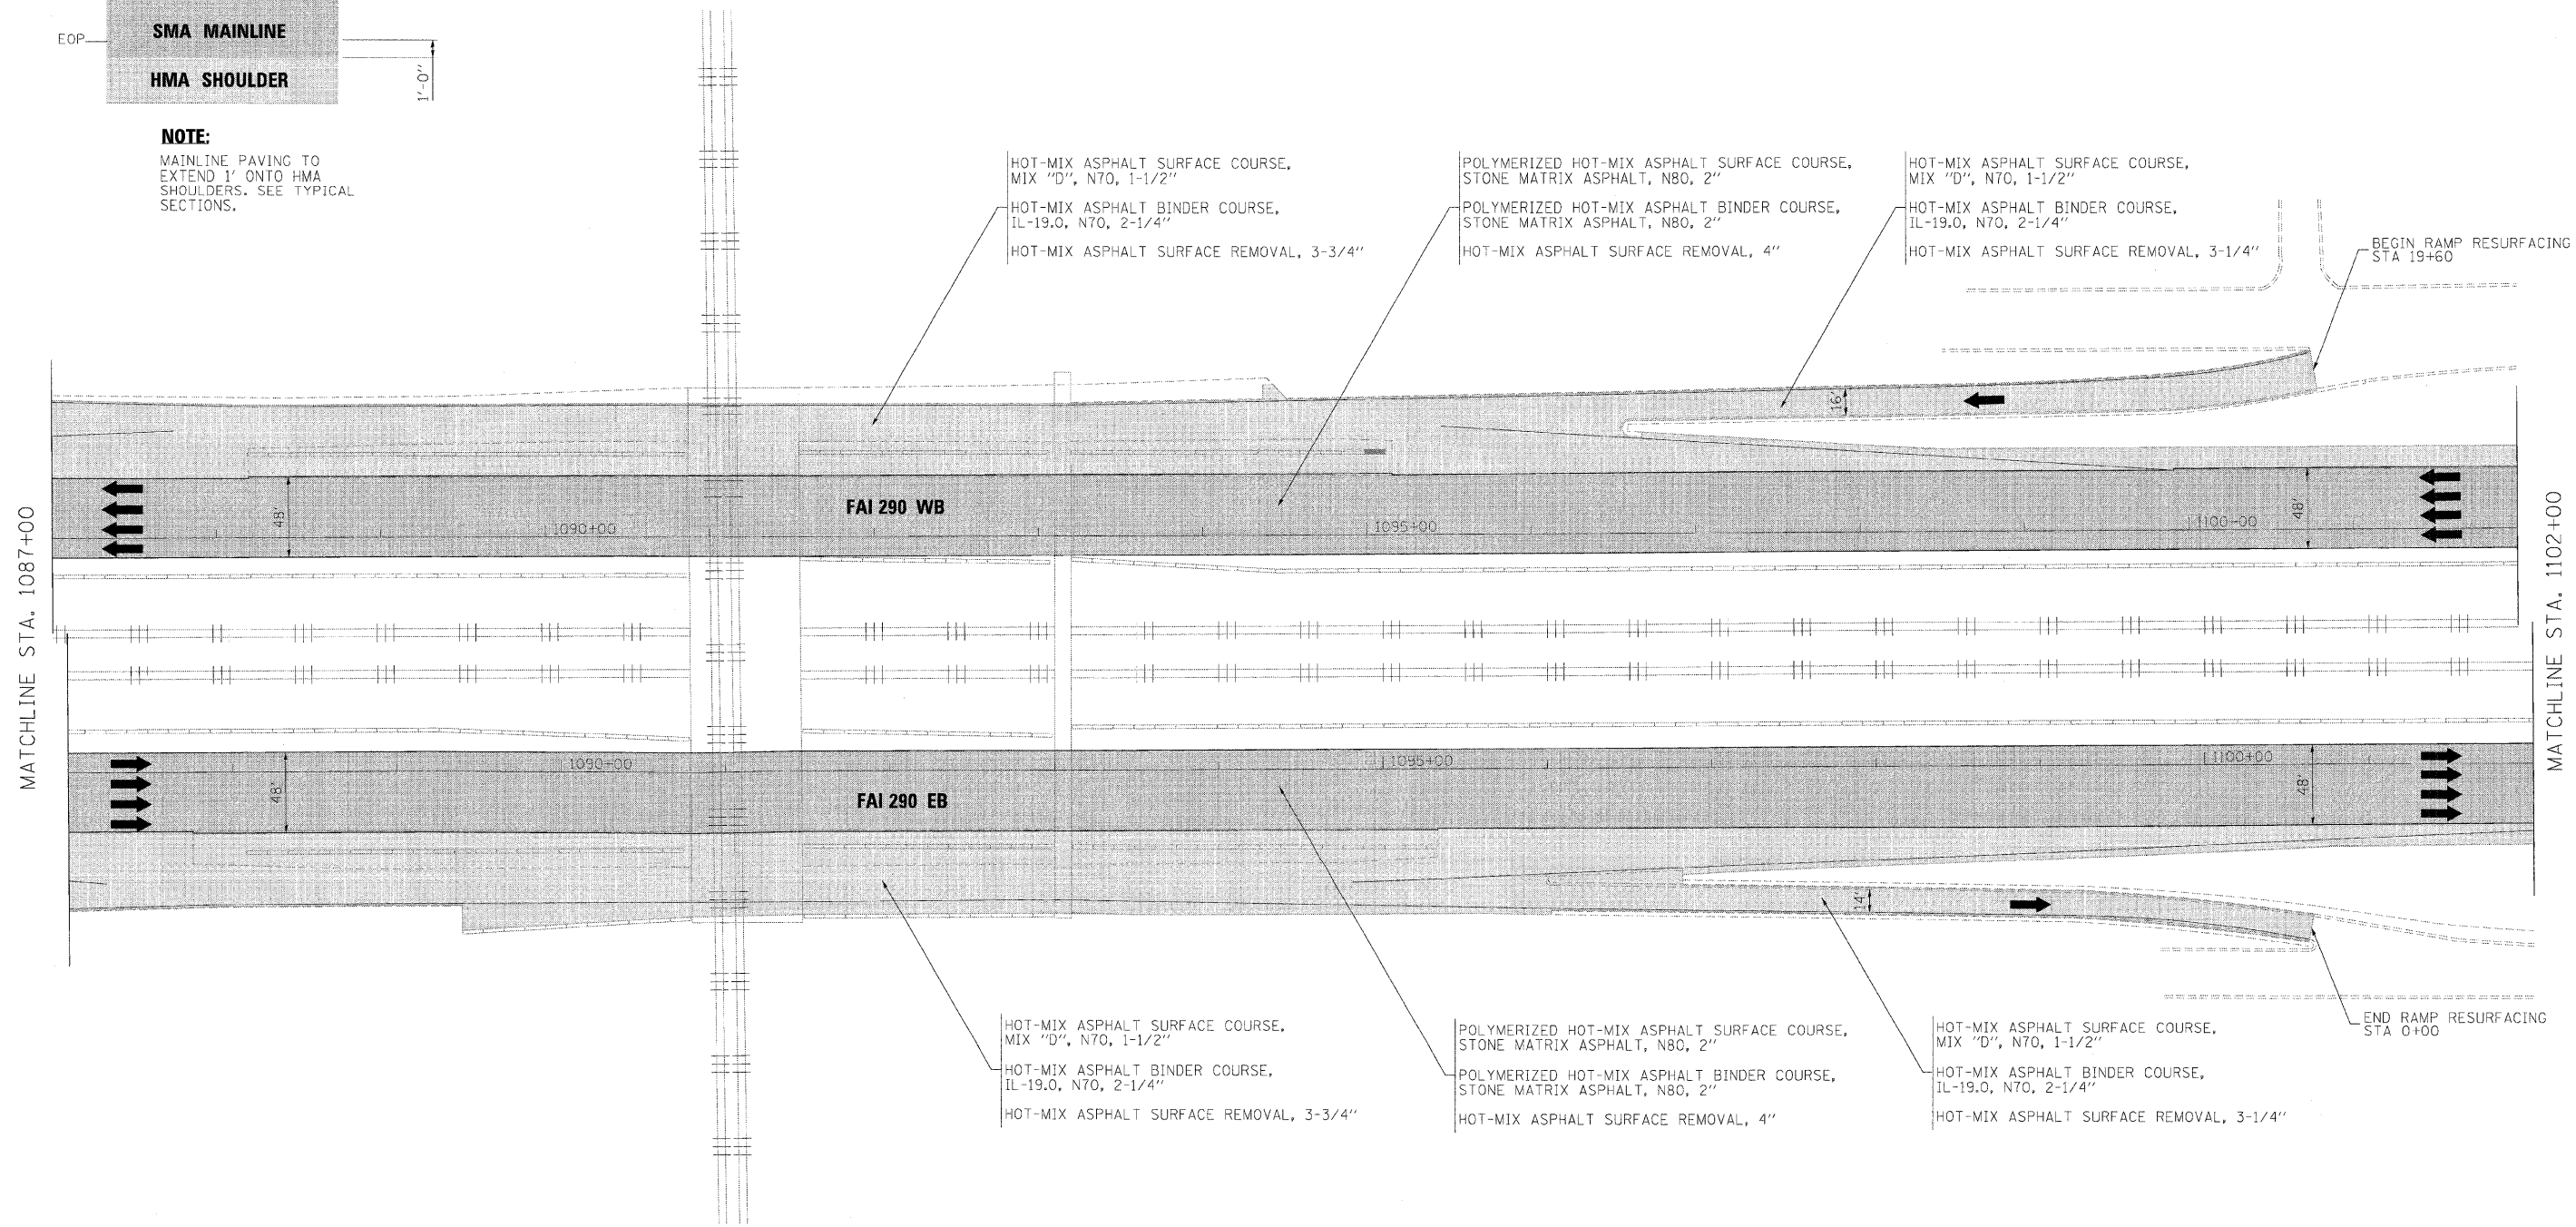 SMA MAINLINE
EOP
HMA SHOULDER
1'-0"
NOTE:
MAINLINE PAVING TO
EXTEND 1' ONTO HMA
SHOULDERS. SEE TYPICAL
SECTIONS.
HOT-MIX ASPHALT SURFACE COURSE,
MIX "D", N70, 1-1/2"
HOT-MIX ASPHALT BINDER COURSE,
IL-19.0, N70, 2-1/4"
HOT-MIX ASPHALT SURFACE REMOVAL, 3-3/4"
POLYMERIZED HOT-MIX ASPHALT SURFACE COURSE,
STONE MATRIX ASPHALT, N80, 2"
POLYMERIZED HOT-MIX ASPHALT BINDER COURSE,
STONE MATRIX ASPHALT, N80, 2"
HOT-MIX ASPHALT SURFACE REMOVAL, 4"
HOT-MIX ASPHALT SURFACE COURSE,
MIX "D", N70, 1-1/2"
HOT-MIX ASPHALT BINDER COURSE,
IL-19.0, N70, 2-1/4"
HOT-MIX ASPHALT SURFACE REMOVAL, 3-1/4"
BEGIN RAMP RESURFACING
STA 19+60
16'
MATCHLINE STA. 1087+00
48'
1090+00
FAI 290 WB
1095+00
1100+00
48'
MATCHLINE STA. 1102+00
48'
1090+00
FAI 290 EB
1095+00
1100+00
48'
14'
HOT-MIX ASPHALT SURFACE COURSE,
MIX "D", N70, 1-1/2"
HOT-MIX ASPHALT BINDER COURSE,
IL-19.0, N70, 2-1/4"
HOT-MIX ASPHALT SURFACE REMOVAL, 3-3/4"
POLYMERIZED HOT-MIX ASPHALT SURFACE COURSE,
STONE MATRIX ASPHALT, N80, 2"
POLYMERIZED HOT-MIX ASPHALT BINDER COURSE,
STONE MATRIX ASPHALT, N80, 2"
HOT-MIX ASPHALT SURFACE REMOVAL, 4"
HOT-MIX ASPHALT SURFACE COURSE,
MIX "D", N70, 1-1/2"
HOT-MIX ASPHALT BINDER COURSE,
IL-19.0, N70, 2-1/4"
HOT-MIX ASPHALT SURFACE REMOVAL, 3-1/4"
END RAMP RESURFACING
STA 0+00